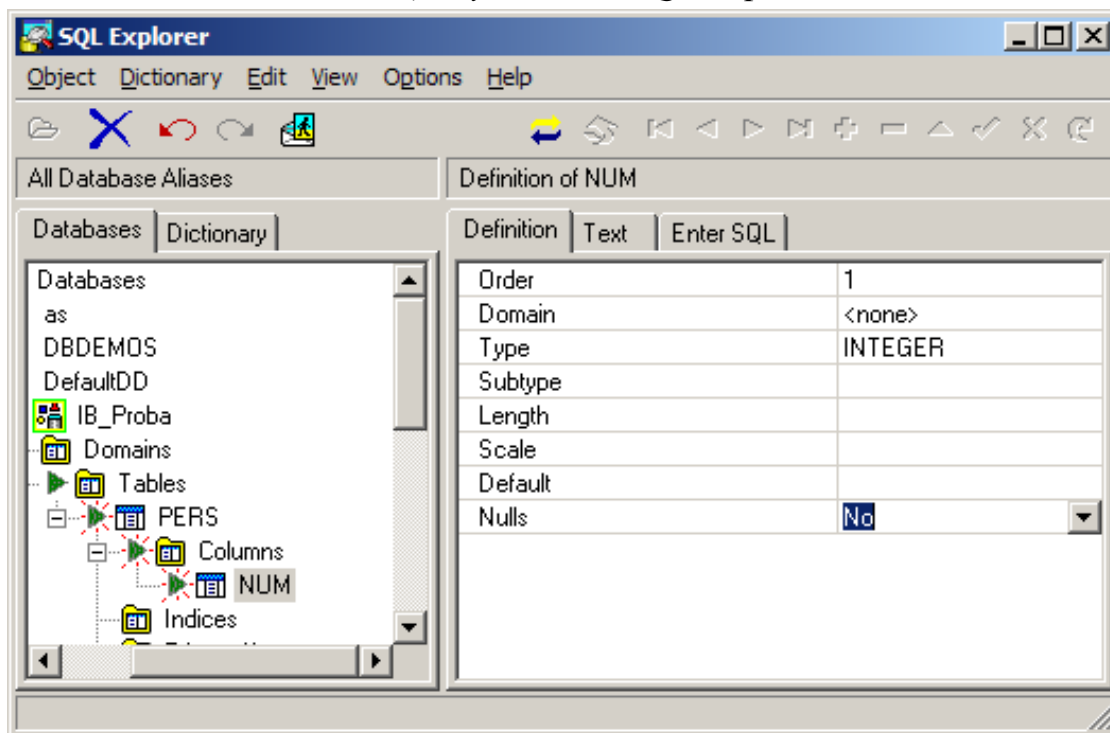 SQL Explorer
Object Dictionary Edit View Options Help
All Database Aliases
Definition of NUM
Databases Dictionary
Definition Text Enter SQL
Databases
as
DBDEMOS
DefaultDD
IB_Proba
Domains
Tables
PERS
Columns
NUM
Indices
Order 1
Domain <none>
Type INTEGER
Subtype
Length
Scale
Default
Nulls No